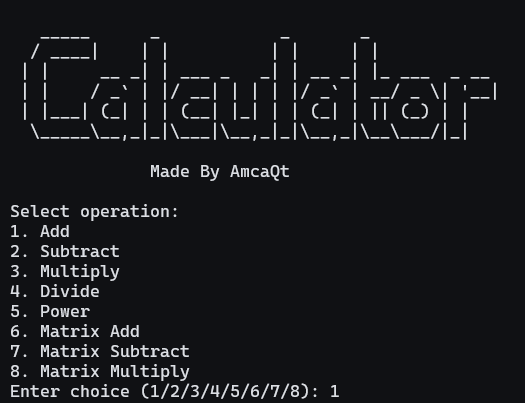 Calculator
Made By AmcaQt
Select operation:
1. Add
2. Subtract
3. Multiply
4. Divide
5. Power
6. Matrix Add
7. Matrix Subtract
8. Matrix Multiply
Enter choice (1/2/3/4/5/6/7/8): 1